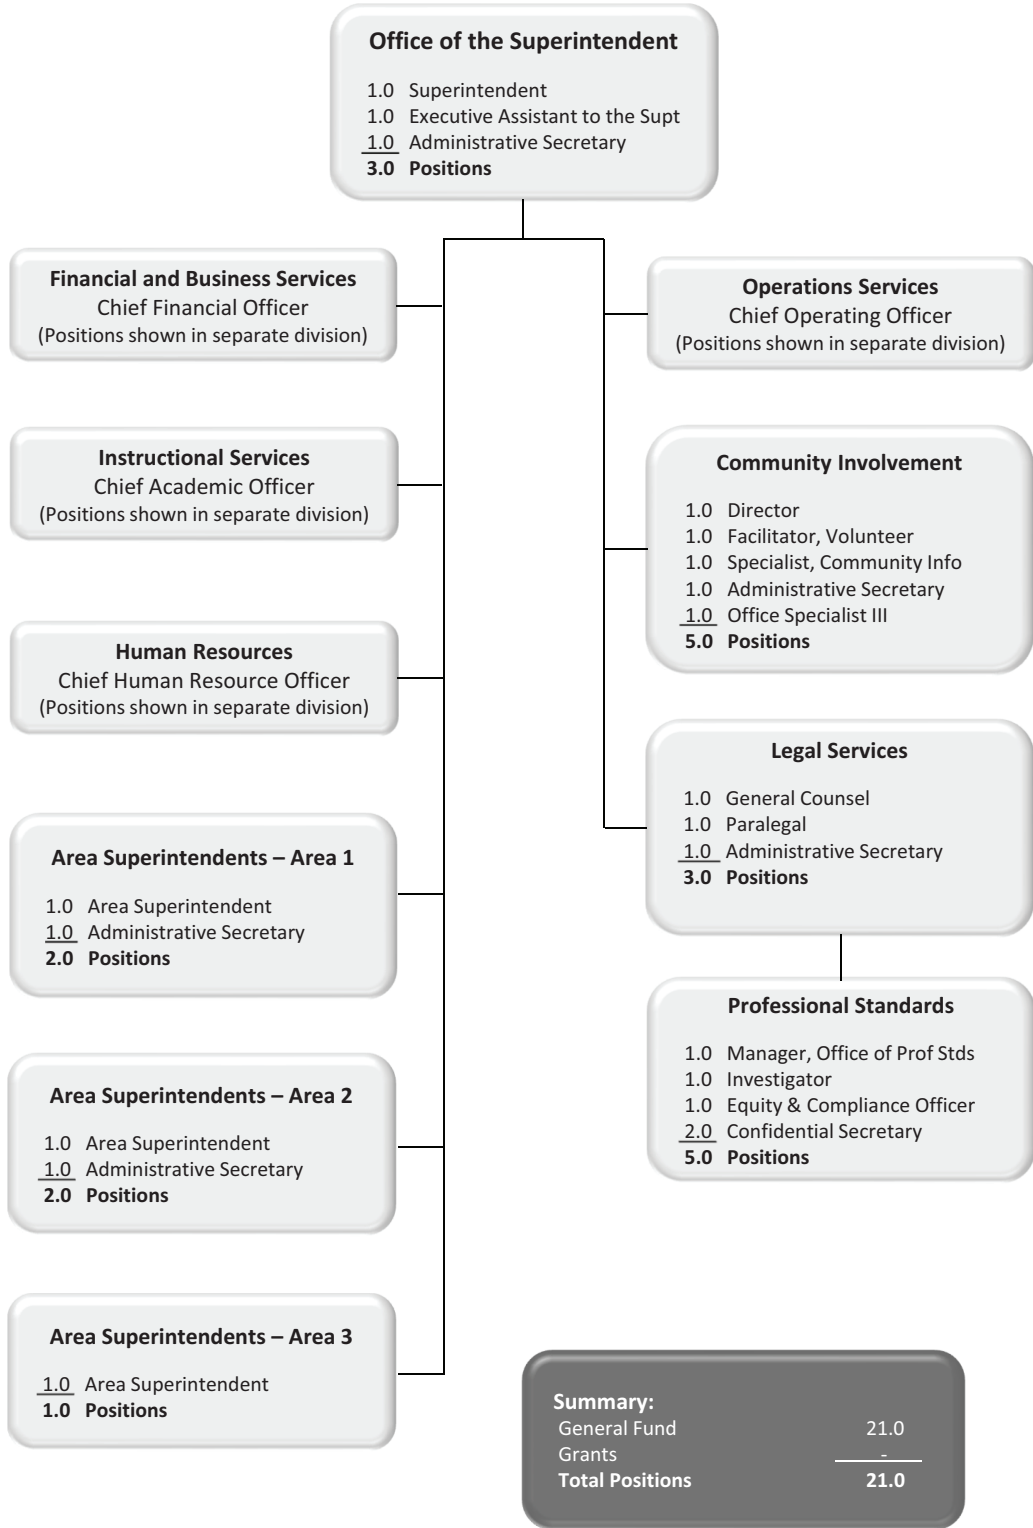 Office of the Superintendent
1.0 Superintendent
1.0 Executive Assistant to the Supt
1.0 Administrative Secretary
3.0 Positions
Financial and Business Services
Chief Financial Officer
(Positions shown in separate division)
Instructional Services
Chief Academic Officer
(Positions shown in separate division)
Human Resources
Chief Human Resource Officer
(Positions shown in separate division)
Area Superintendents – Area 1
1.0 Area Superintendent
1.0 Administrative Secretary
2.0 Positions
Area Superintendents – Area 2
1.0 Area Superintendent
1.0 Administrative Secretary
2.0 Positions
Area Superintendents – Area 3
1.0 Area Superintendent
1.0 Positions
Operations Services
Chief Operating Officer
(Positions shown in separate division)
Community Involvement
1.0 Director
1.0 Facilitator, Volunteer
1.0 Specialist, Community Info
1.0 Administrative Secretary
1.0 Office Specialist III
5.0 Positions
Legal Services
1.0 General Counsel
1.0 Paralegal
1.0 Administrative Secretary
3.0 Positions
Professional Standards
1.0 Manager, Office of Prof Stds
1.0 Investigator
1.0 Equity & Compliance Officer
2.0 Confidential Secretary
5.0 Positions
Summary:
General Fund 21.0
Grants -
Total Positions 21.0